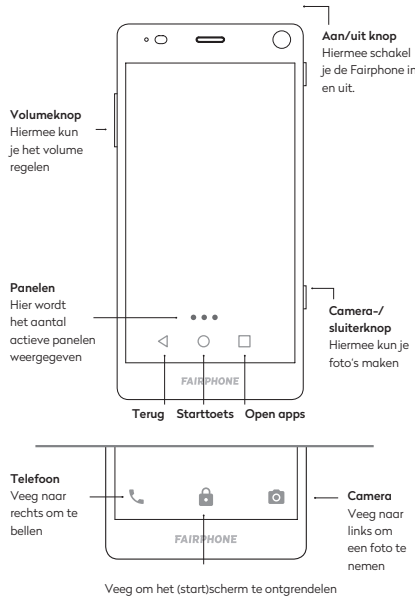 Aan/uit knop
Hiermee schakel
je de Fairphone in
en uit.
Volumeknop
Hiermee kun
je het volume
regelen
Panelen
Hier wordt
het aantal
actieve panelen
weergegeven
Camera-/
sluiterknop
Hiermee kun je
foto's maken
FAIRPHONE
Terug Starttoets Open apps
Telefoon
Veeg naar
rechts om te
bellen
Camera
Veeg naar
links om
een foto te
nemen
FAIRPHONE
Veeg om het (start)scherm te ontgrendelen